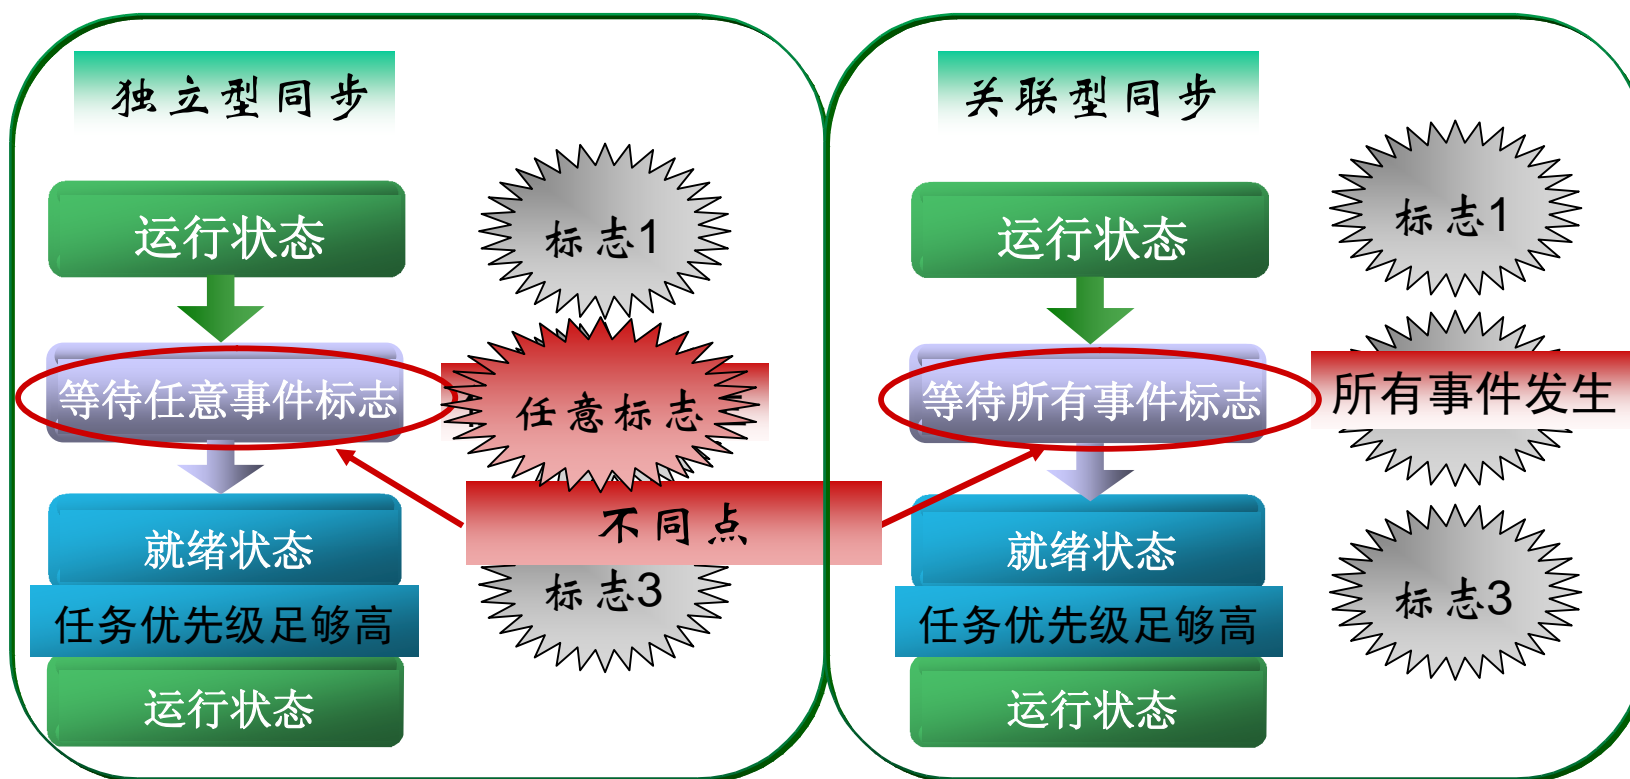 独立型同步
运行状态
等待任意事件标志
就绪状态
任务优先级足够高
运行状态
标志1
任意标志
标志3
不同点
关联型同步
运行状态
等待所有事件标志
就绪状态
任务优先级足够高
运行状态
标志1
所有事件发生
标志3